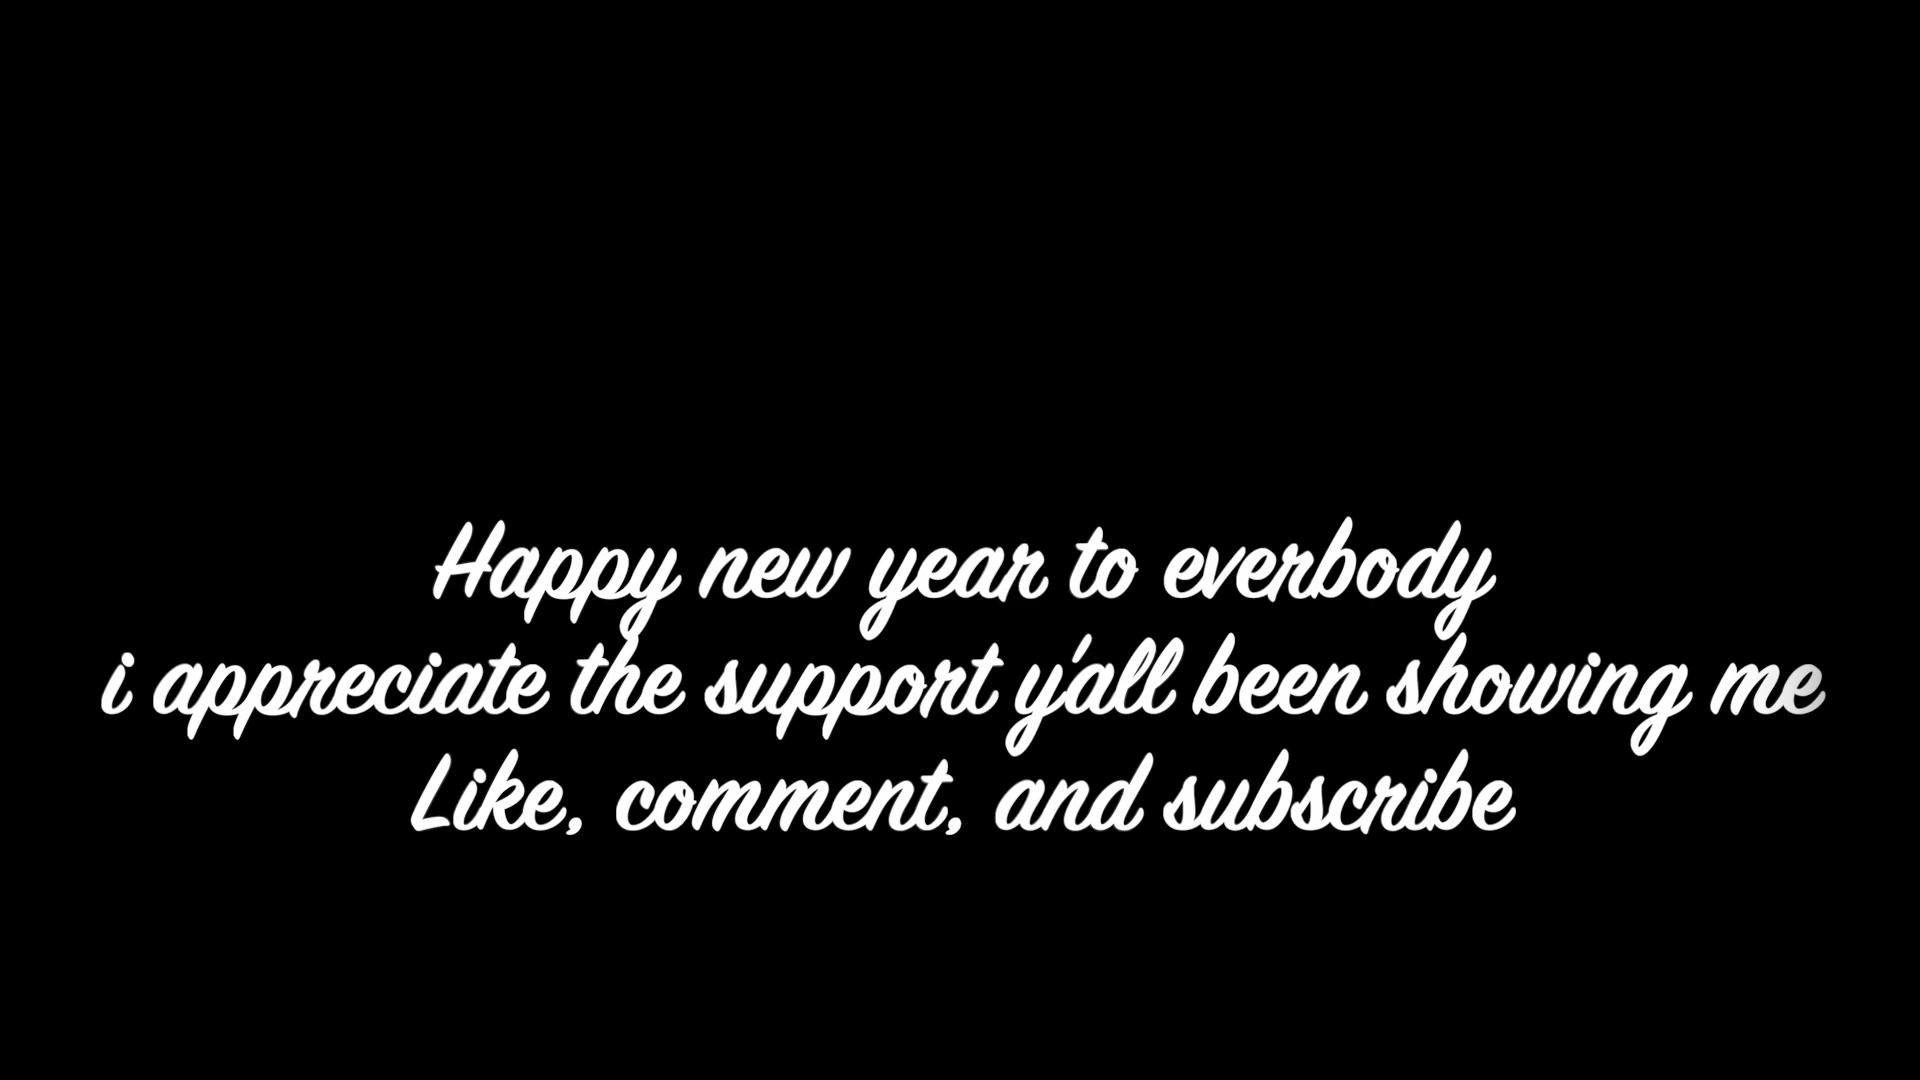 Happy new year to everbody
i appreciate the support y'all been showing me
Like, comment, and subscribe